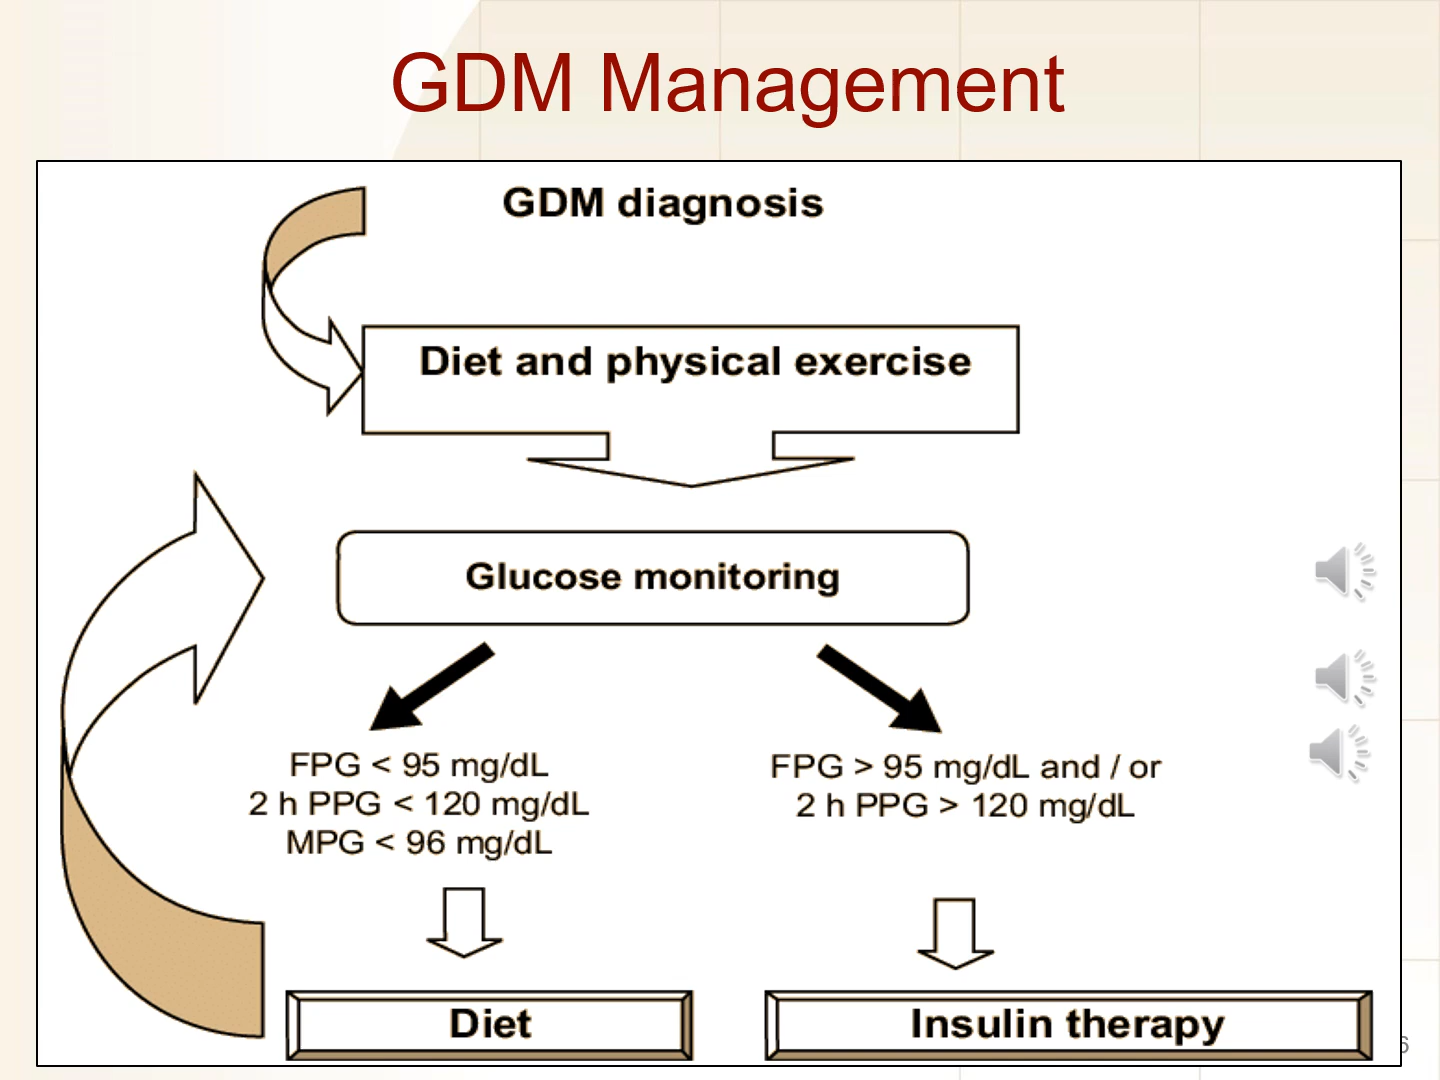 GDM Management
GDM diagnosis
Diet and physical exercise
Glucose monitoring
FPG < 95 mg/dL
2 h PPG < 120 mg/dL
MPG < 96 mg/dL
FPG > 95 mg/dL and / or
2 h PPG > 120 mg/dL
Diet
Insulin therapy